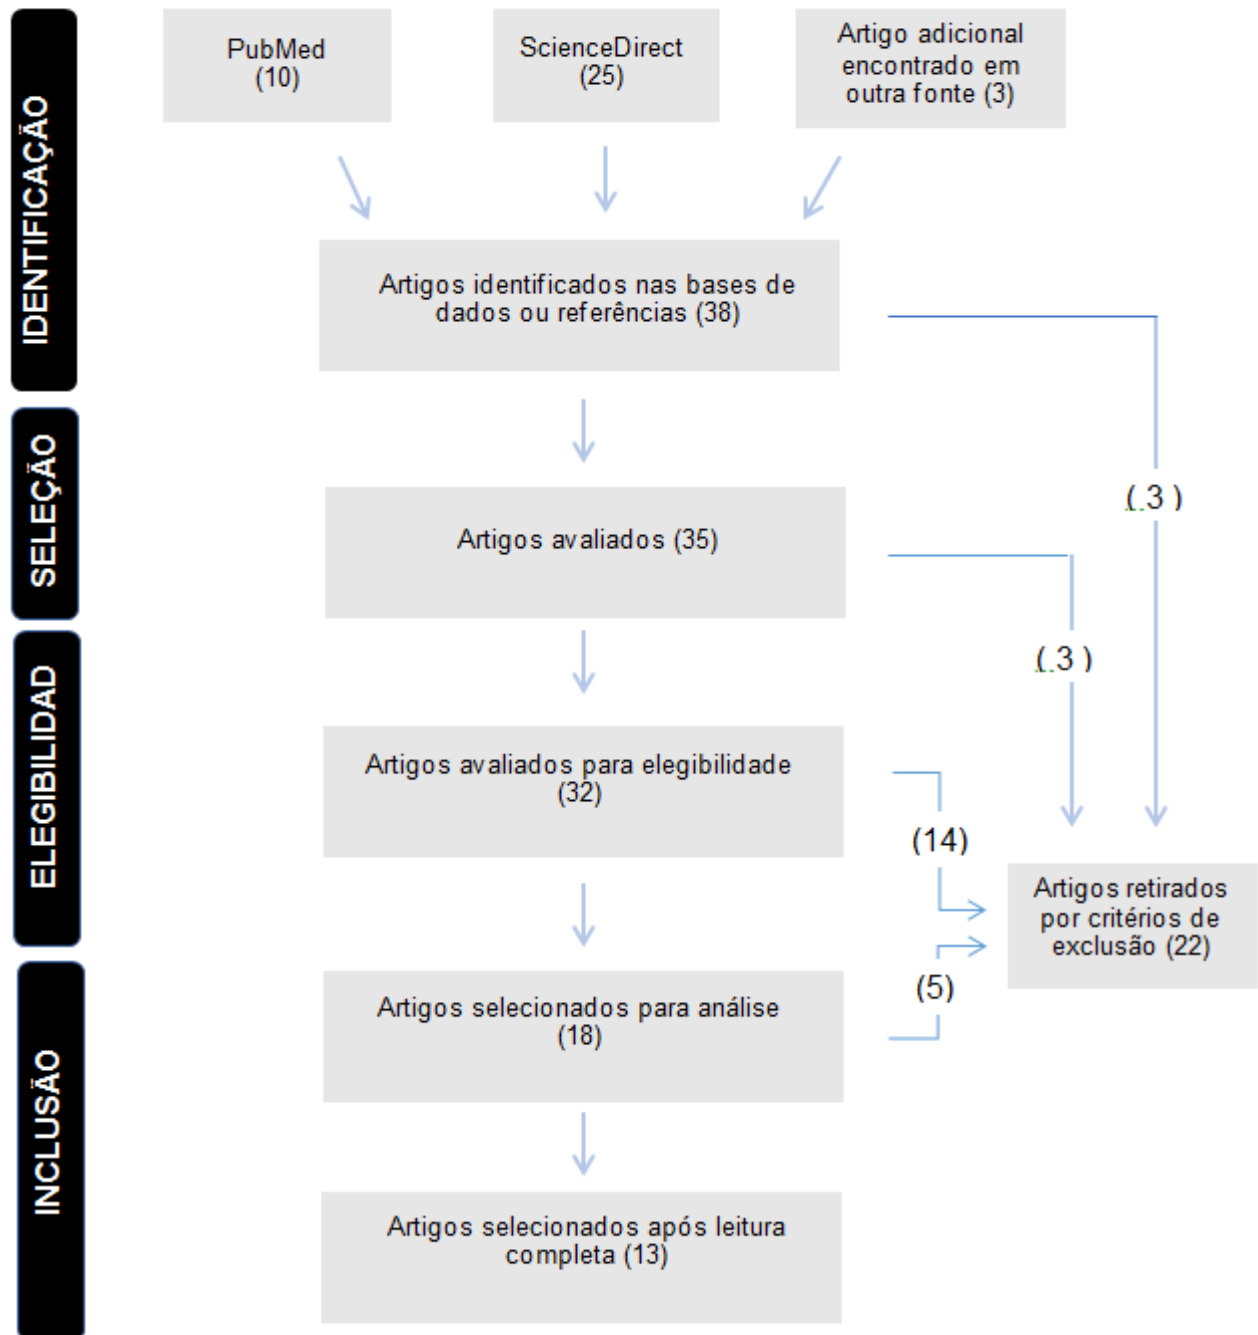 IDENTIFICAÇÃO
PubMed
(10)
ScienceDirect
(25)
Artigo adicional
encontrado em
outra fonte (3)
Artigos identificados nas bases de
dados ou referências (38)
( .3 )
SELEÇÃO
Artigos avaliados (35)
( .3 )
ELEGIBILIDAD
Artigos avaliados para elegibilidade
(32)
(14)
Artigos retirados
por critérios de
exclusão (22)
(5)
INCLUSÃO
Artigos selecionados para análise
(18)
Artigos selecionados após leitura
completa (13)